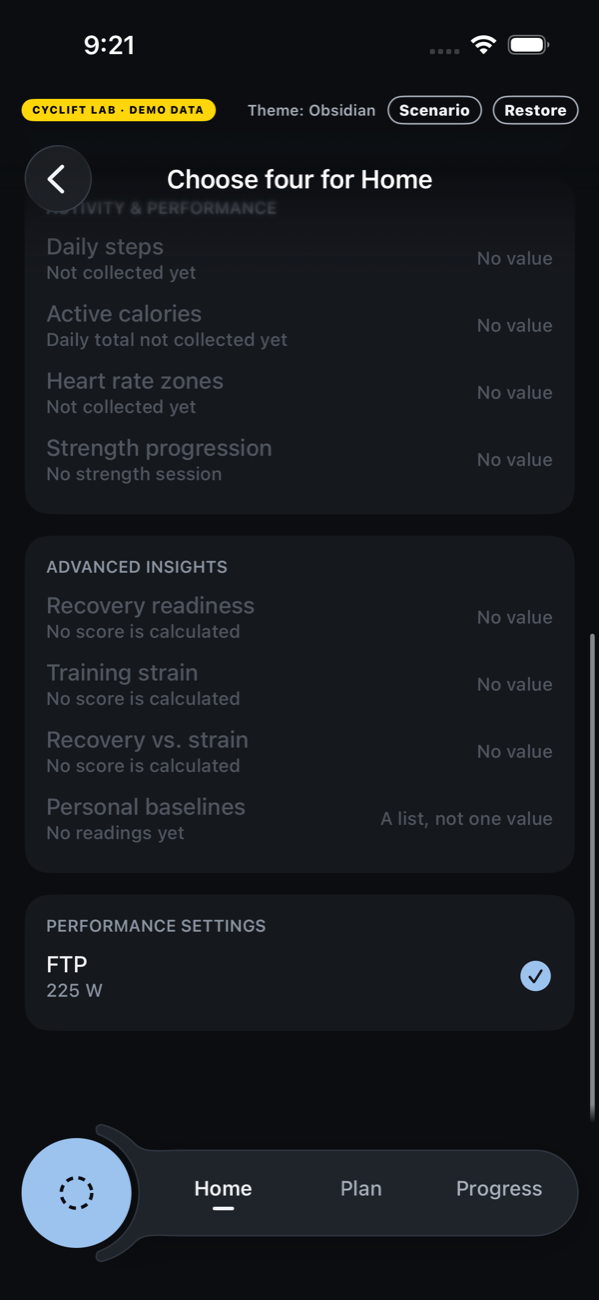 9:21
CYCLIFT LAB · DEMO DATA
Theme: Obsidian
Scenario
Restore
Choose four for Home
ACTIVITY & PERFORMANCE
Daily steps
Not collected yet
No value
Active calories
Daily total not collected yet
No value
Heart rate zones
Not collected yet
No value
Strength progression
No strength session
No value
ADVANCED INSIGHTS
Recovery readiness
No score is calculated
No value
Training strain
No score is calculated
No value
Recovery vs. strain
No score is calculated
No value
Personal baselines
No readings yet
A list, not one value
PERFORMANCE SETTINGS
FTP
225 W
Home
Plan
Progress